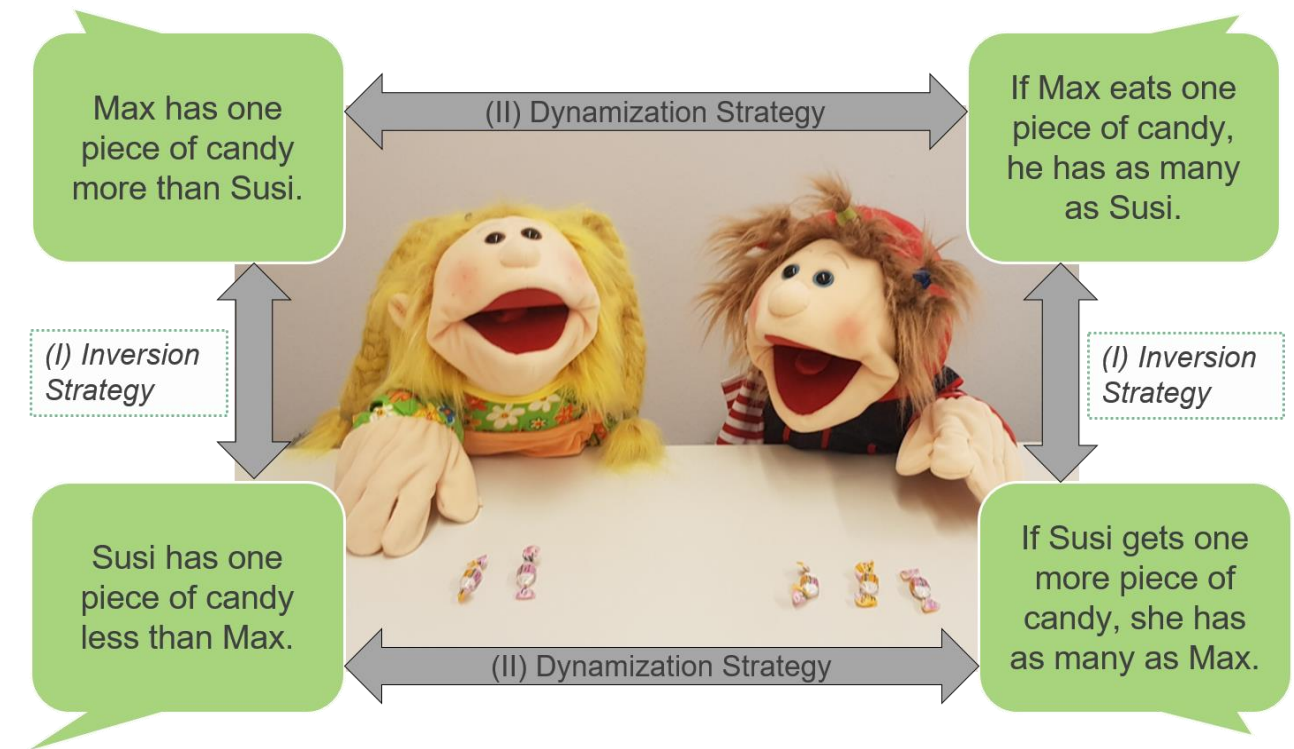 Max has one
piece of candy
more than Susi.
(II) Dynamization Strategy
If Max eats one
piece of candy,
he has as many
as Susi.
(I) Inversion
Strategy
(I) Inversion
Strategy
Susi has one
piece of candy
less than Max.
(II) Dynamization Strategy
If Susi gets one
more piece of
candy, she has
as many as Max.